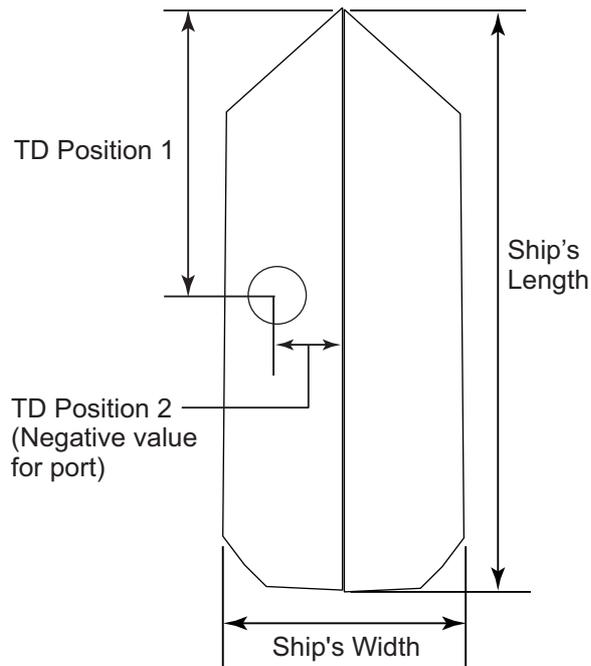 TD Position 1
Ship’s
Length
TD Position 2
(Negative value
for port)
Ship's Width